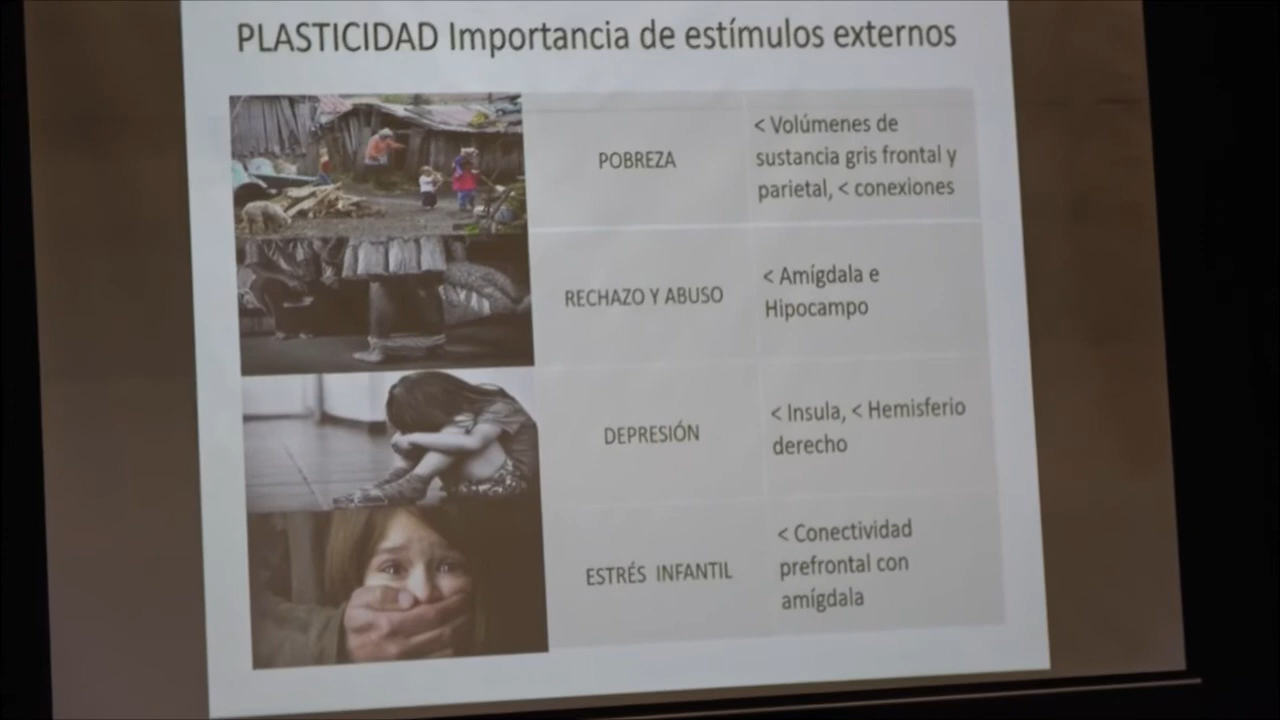 PLASTICIDAD Importancia de estímulos externos
POBREZA
< Volúmenes de
sustancia gris frontal y
parietal, < conexiones
RECHAZO Y ABUSO
< Amígdala e
Hipocampo
DEPRESIÓN
< Insula, < Hemisferio
derecho
ESTRÉS INFANTIL
< Conectividad
prefrontal con
amígdala